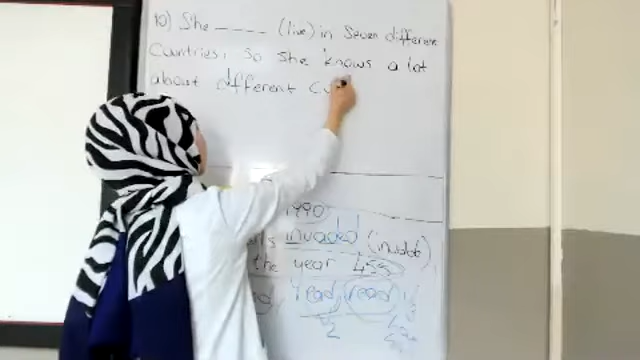 10) She ____ (live) in Seven different
Countries, So she knows a lot
about different Cu
1990
invaded (invade)
the year 455
read read
2